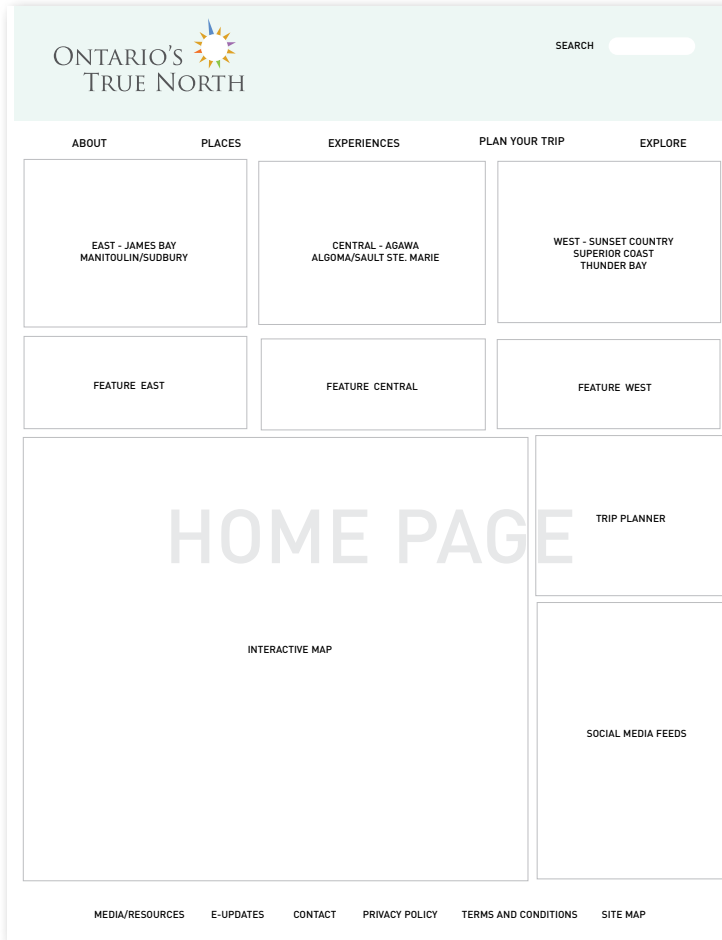 ONTARIO'S
TRUE NORTH
SEARCH
ABOUT
PLACES
EXPERIENCES
PLAN YOUR TRIP
EXPLORE
EAST - JAMES BAY
MANITOULIN/SUDBURY
CENTRAL - AGAWA
ALGOMA/SAULT STE. MARIE
WEST - SUNSET COUNTRY
SUPERIOR COAST
THUNDER BAY
FEATURE EAST
FEATURE CENTRAL
FEATURE WEST
HOME PAGE
TRIP PLANNER
INTERACTIVE MAP
SOCIAL MEDIA FEEDS
MEDIA/RESOURCES
E-UPDATES
CONTACT
PRIVACY POLICY
TERMS AND CONDITIONS
SITE MAP